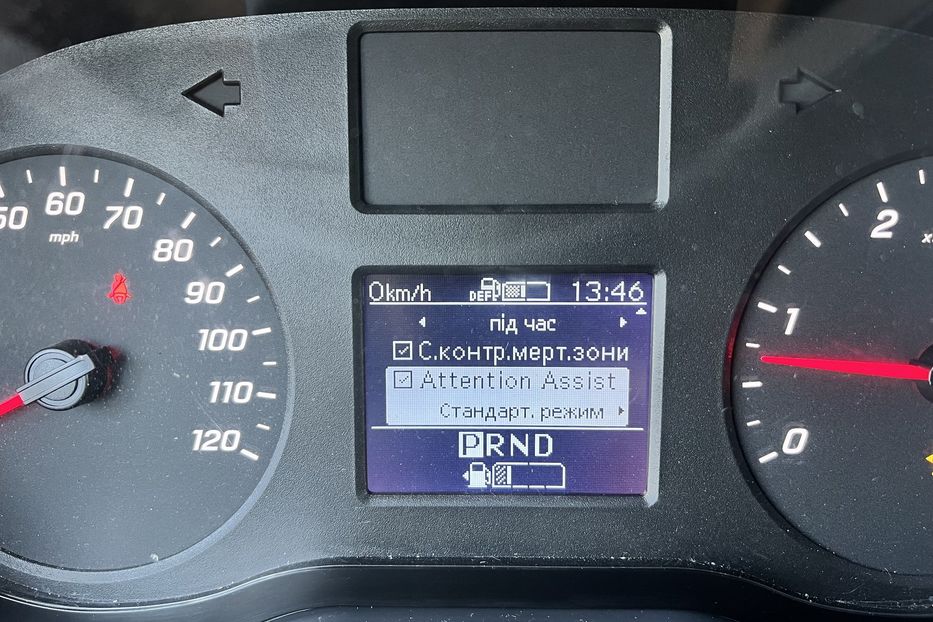 50 60 70 80 90 100 110 120
mph
0km/h DEF 13:46
під час
С.контр.мерт.зони
Attention Assist
Стандарт. режим
PRND
2
1
0